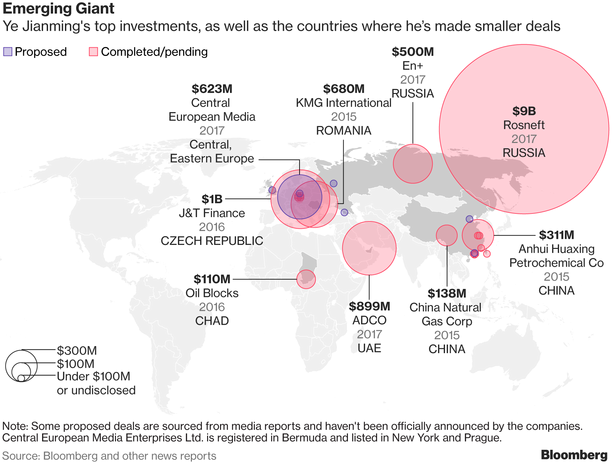 Emerging Giant
Ye Jianming's top investments, as well as the countries where he's made smaller deals
Proposed
Completed/pending
$623M
Central
European Media
2017
Central,
Eastern Europe
$680M
KMG International
2015
ROMANIA
$500M
En+
2017
RUSSIA
$9B
Rosneft
2017
RUSSIA
$1B
J&T Finance
2016
CZECH REPUBLIC
$311M
Anhui Huaxing
Petrochemical Co
2015
CHINA
$110M
Oil Blocks
2016
CHAD
$899M
ADCO
2017
UAE
$138M
China Natural
Gas Corp
2015
CHINA
$300M
$100M
Under $100M
or undisclosed
Note: Some proposed deals are sourced from media reports and haven't been officially announced by the companies.
Central European Media Enterprises Ltd. is registered in Bermuda and listed in New York and Prague.
Source: Bloomberg and other news reports
Bloomberg